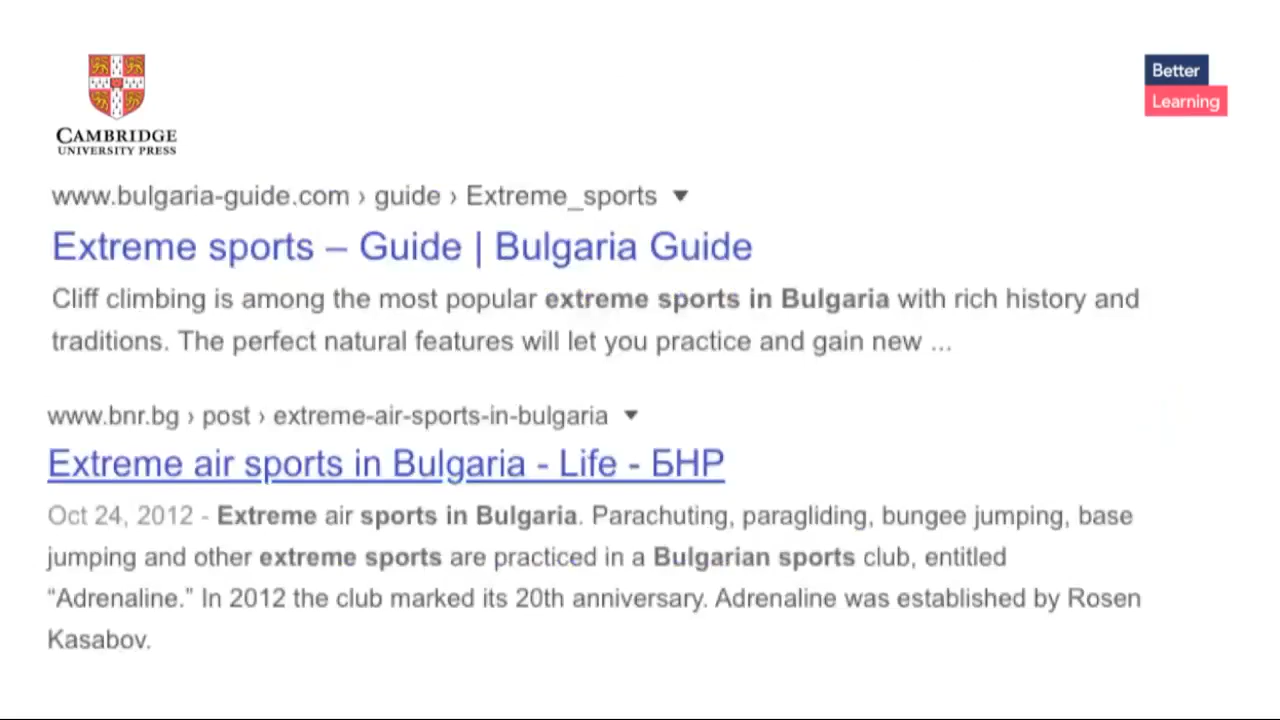 Better
Learning
CAMBRIDGE
UNIVERSITY PRESS
www.bulgaria-guide.com › guide › Extreme_sports
Extreme sports – Guide | Bulgaria Guide
Cliff climbing is among the most popular extreme sports in Bulgaria with rich history and
traditions. The perfect natural features will let you practice and gain new ...
www.bnr.bg › post › extreme-air-sports-in-bulgaria
Extreme air sports in Bulgaria - Life - БНР
Oct 24, 2012 - Extreme air sports in Bulgaria. Parachuting, paragliding, bungee jumping, base
jumping and other extreme sports are practiced in a Bulgarian sports club, entitled
“Adrenaline.” In 2012 the club marked its 20th anniversary. Adrenaline was established by Rosen
Kasabov.